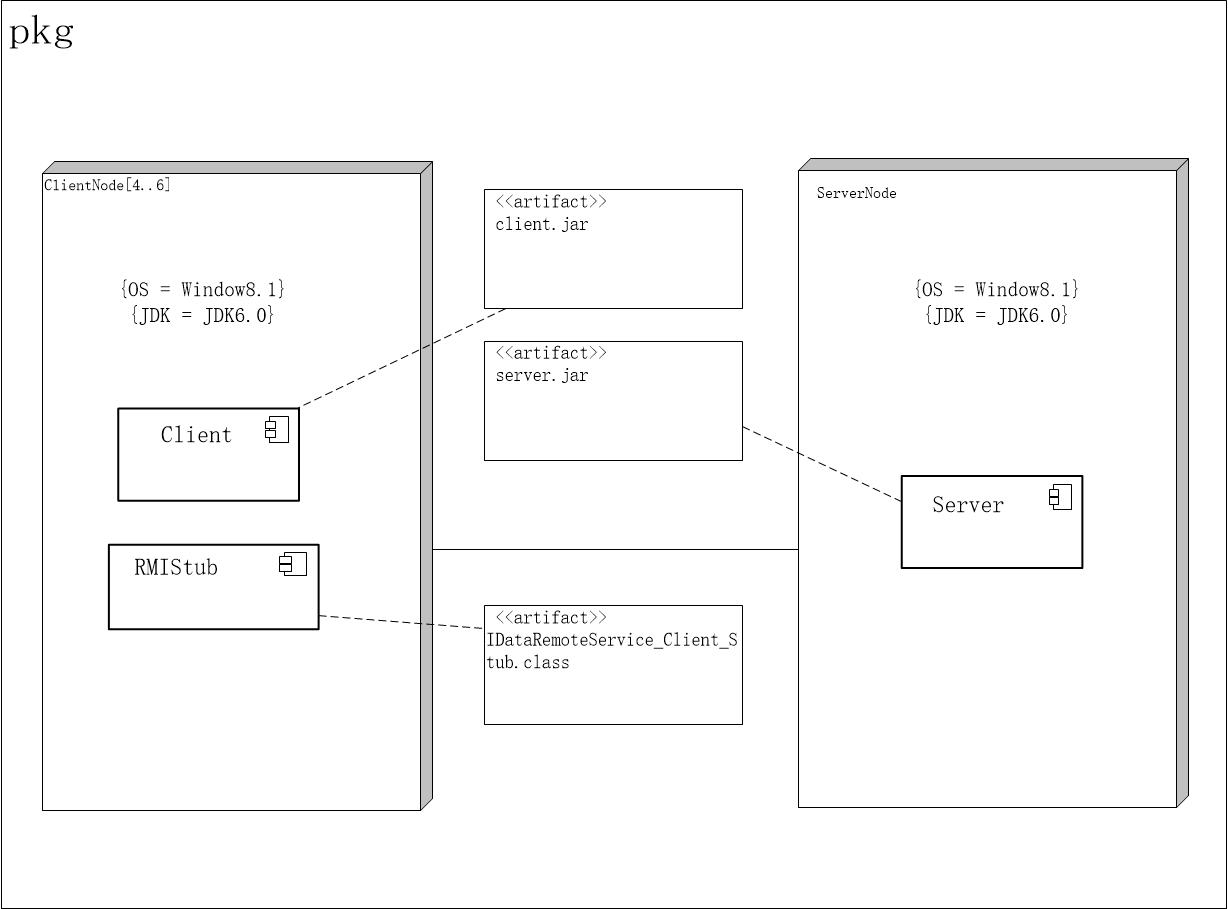 pkg
ClientNode[4..6]
{OS = Window8.1}
{JDK = JDK6.0}
Client
RMIStub
<<artifact>>
client.jar
<<artifact>>
server.jar
<<artifact>>
IDataRemoteService_Client_S
tub.class
ServerNode
{OS = Window8.1}
{JDK = JDK6.0}
Server